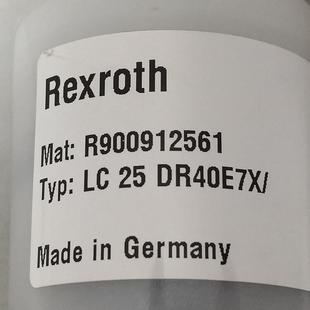 Rexroth
Mat: R900912561
Typ: LC 25 DR40E7X/
Made in Germany